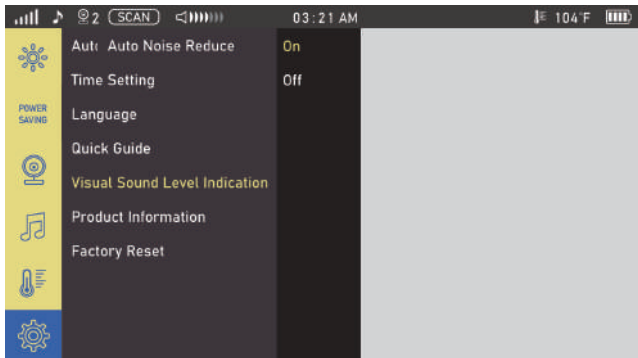 2 SCAN 03:21 AM 104°F
Aut Auto Noise Reduce On
Time Setting Off
POWER
SAVING
Language
Quick Guide
Visual Sound Level Indication
Product Information
Factory Reset